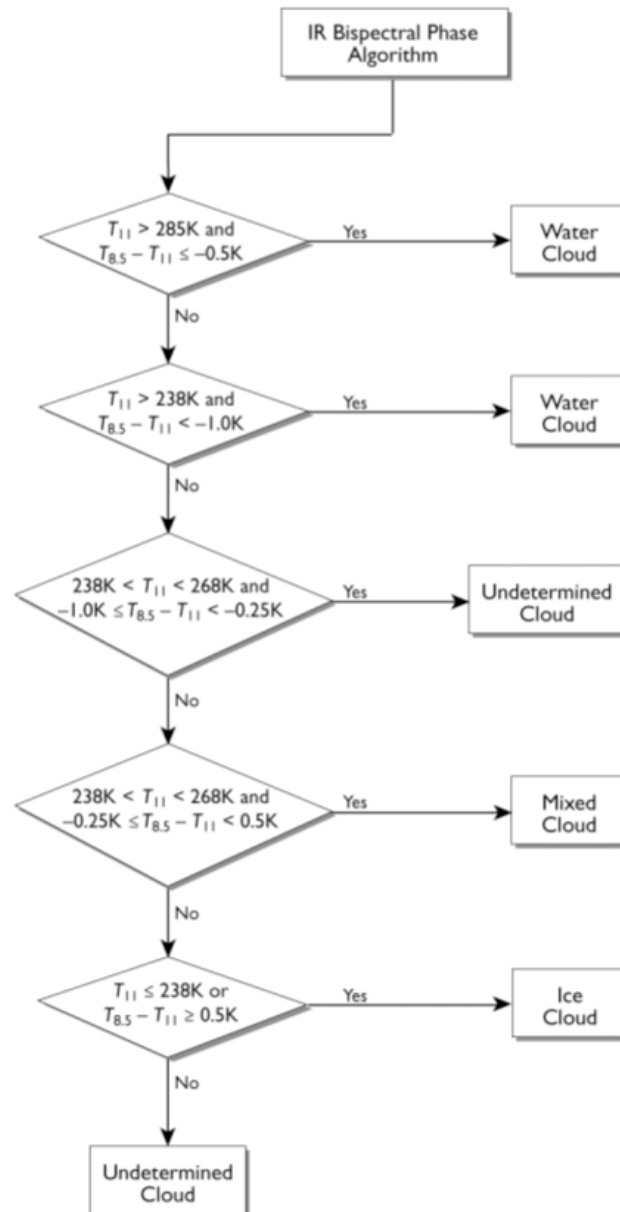 IR Bispectral Phase
Algorithm
T₁₁ > 285K and
T₈.₅ – T₁₁ ≤ –0.5K
Yes
Water
Cloud
No
T₁₁ > 238K and
T₈.₅ – T₁₁ < –1.0K
Yes
Water
Cloud
No
238K < T₁₁ < 268K and
–1.0K ≤ T₈.₅ – T₁₁ < –0.25K
Yes
Undetermined
Cloud
No
238K < T₁₁ < 268K and
–0.25K ≤ T₈.₅ – T₁₁ < 0.5K
Yes
Mixed
Cloud
No
T₁₁ ≤ 238K or
T₈.₅ – T₁₁ ≥ 0.5K
Yes
Ice
Cloud
No
Undetermined
Cloud